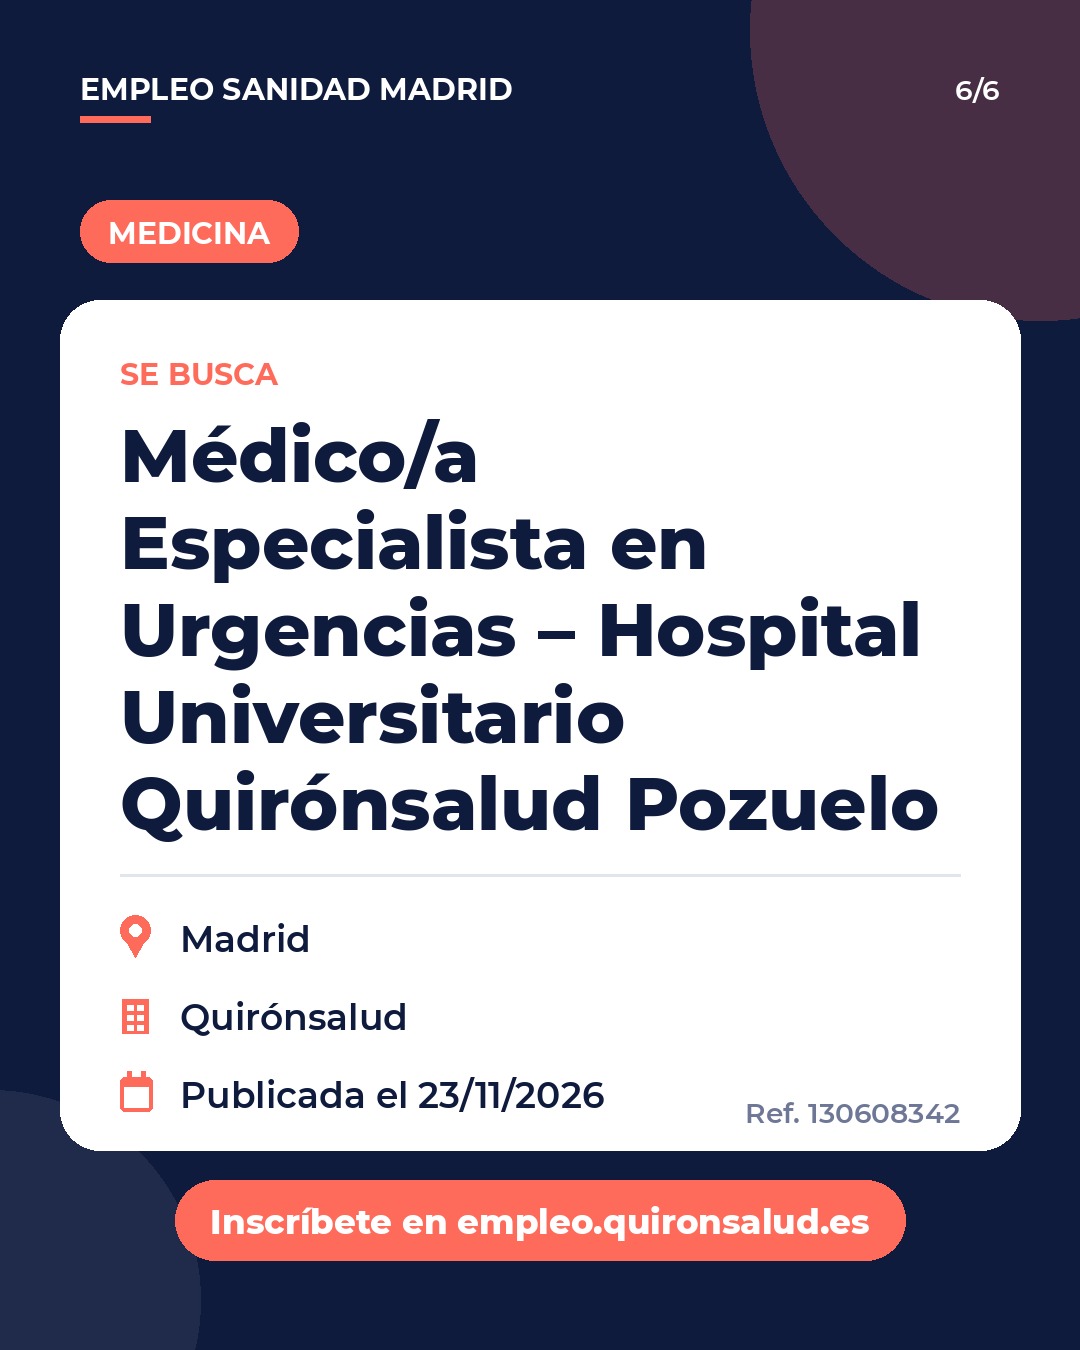 EMPLEO SANIDAD MADRID
6/6
MEDICINA
SE BUSCA
Médico/a
Especialista en
Urgencias – Hospital
Universitario
Quirónsalud Pozuelo
Madrid
Quirónsalud
Publicada el 23/11/2026
Ref. 130608342
Inscríbete en empleo.quironsalud.es